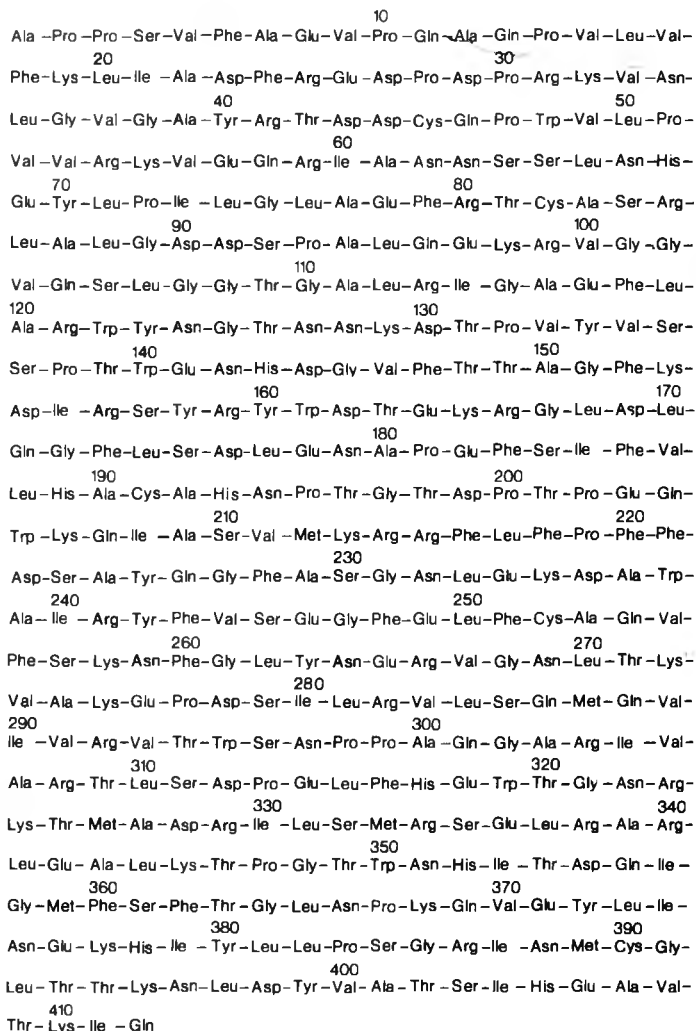 10
Ala-Pro-Pro-Ser-Val-Phe-Ala-Glu-Val-Pro-Gln-Ala-Gln-Pro-Val-Leu-Val-
20 30
Phe-Lys-Leu-Ile-Ala-Asp-Phe-Arg-Glu-Asp-Pro-Asp-Pro-Arg-Lys-Val-Asn-
40 50
Leu-Gly-Val-Gly-Ala-Tyr-Arg-Thr-Asp-Asp-Cys-Gln-Pro-Trp-Val-Leu-Pro-
60
Val-Val-Arg-Lys-Val-Glu-Gln-Arg-Ile-Ala-Asn-Asn-Ser-Ser-Leu-Asn-His-
70 80
Glu-Tyr-Leu-Pro-Ile-Leu-Gly-Leu-Ala-Glu-Phe-Arg-Thr-Cys-Ala-Ser-Arg-
90 100
Leu-Ala-Leu-Gly-Asp-Asp-Ser-Pro-Ala-Leu-Gln-Glu-Lys-Arg-Val-Gly-Gly-
110
Val-Gln-Ser-Leu-Gly-Gly-Thr-Gly-Ala-Leu-Arg-Ile-Gly-Ala-Glu-Phe-Leu-
120 130
Ala-Arg-Trp-Tyr-Asn-Gly-Thr-Asn-Asn-Lys-Asp-Thr-Pro-Val-Tyr-Val-Ser-
140 150
Ser-Pro-Thr-Trp-Glu-Asn-His-Asp-Gly-Val-Phe-Thr-Thr-Ala-Gly-Phe-Lys-
160 170
Asp-Ile-Arg-Ser-Tyr-Arg-Tyr-Trp-Asp-Thr-Glu-Lys-Arg-Gly-Leu-Asp-Leu-
180
Gln-Gly-Phe-Leu-Ser-Asp-Leu-Glu-Asn-Ala-Pro-Glu-Phe-Ser-Ile-Phe-Val-
190 200
Leu-His-Ala-Cys-Ala-His-Asn-Pro-Thr-Gly-Thr-Asp-Pro-Thr-Pro-Glu-Gln-
210 220
Trp-Lys-Gln-Ile-Ala-Ser-Val-Met-Lys-Arg-Arg-Phe-Leu-Phe-Pro-Phe-Phe-
230
Asp-Ser-Ala-Tyr-Gln-Gly-Phe-Ala-Ser-Gly-Asn-Leu-Glu-Lys-Asp-Ala-Trp-
240 250
Ala-Ile-Arg-Tyr-Phe-Val-Ser-Glu-Gly-Phe-Glu-Leu-Phe-Cys-Ala-Gln-Val-
260 270
Phe-Ser-Lys-Asn-Phe-Gly-Leu-Tyr-Asn-Glu-Arg-Val-Gly-Asn-Leu-Thr-Lys-
280
Val-Ala-Lys-Glu-Pro-Asp-Ser-Ile-Leu-Arg-Val-Leu-Ser-Gln-Met-Gln-Val-
290 300
Ile-Val-Arg-Val-Thr-Trp-Ser-Asn-Pro-Pro-Ala-Gln-Gly-Ala-Arg-Ile-Val-
310 320
Ala-Arg-Thr-Leu-Ser-Asp-Pro-Glu-Leu-Phe-His-Glu-Trp-Thr-Gly-Asn-Arg-
330 340
Lys-Thr-Met-Ala-Asp-Arg-Ile-Leu-Ser-Met-Arg-Ser-Glu-Leu-Arg-Ala-Arg-
350
Leu-Glu-Ala-Leu-Lys-Thr-Pro-Gly-Thr-Trp-Asn-His-Ile-Thr-Asp-Gln-Ile-
360 370
Gly-Met-Phe-Ser-Phe-Thr-Gly-Leu-Asn-Pro-Lys-Gln-Val-Glu-Tyr-Leu-Ile-
380 390
Asn-Glu-Lys-His-Ile-Tyr-Leu-Leu-Pro-Ser-Gly-Arg-Ile-Asn-Met-Cys-Gly-
400
Leu-Thr-Thr-Lys-Asn-Leu-Asp-Tyr-Val-Ala-Thr-Ser-Ile-His-Glu-Ala-Val-
410
Thr-Lys-Ile-Gln